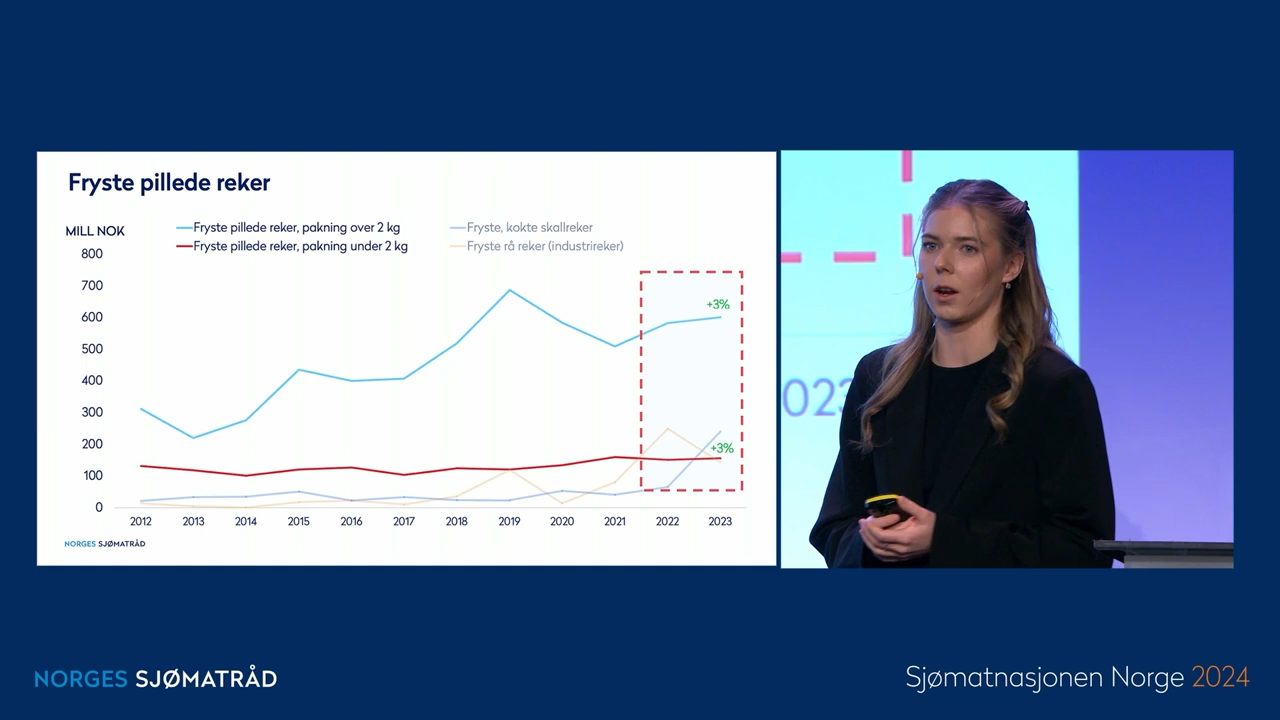 Fryste pillede reker
MILL NOK
Fryste pillede reker, pakning over 2 kg
Fryste, kokte skallreker
Fryste pillede reker, pakning under 2 kg
Fryste rå reker (industrireker)
800
700
600
500
400
300
200
100
0
+3%
+3%
2012 2013 2014 2015 2016 2017 2018 2019 2020 2021 2022 2023
NORGES SJØMATRÅD
023
NORGES SJØMATRÅD
Sjømatnasjonen Norge 2024